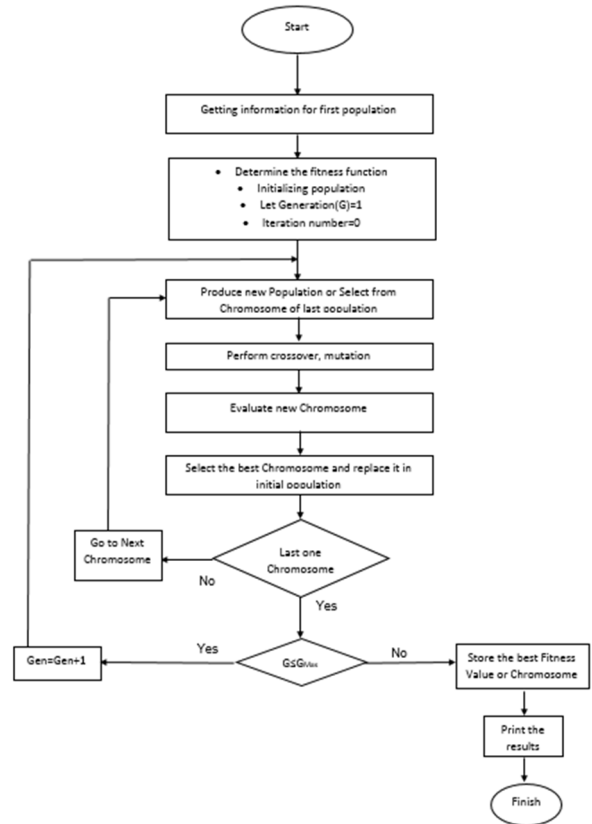 Start
Getting information for first population
• Determine the fitness function
• Initializing population
• Let Generation(G)=1
• Iteration number=0
Produce new Population or Select from
Chromosome of last population
Perform crossover, mutation
Evaluate new Chromosome
Select the best Chromosome and replace it in
initial population
Go to Next
Chromosome
Last one
Chromosome
No
Yes
Gen=Gen+1
Yes
G≤GMax
No
Store the best Fitness
Value or Chromosome
Print the
results
Finish